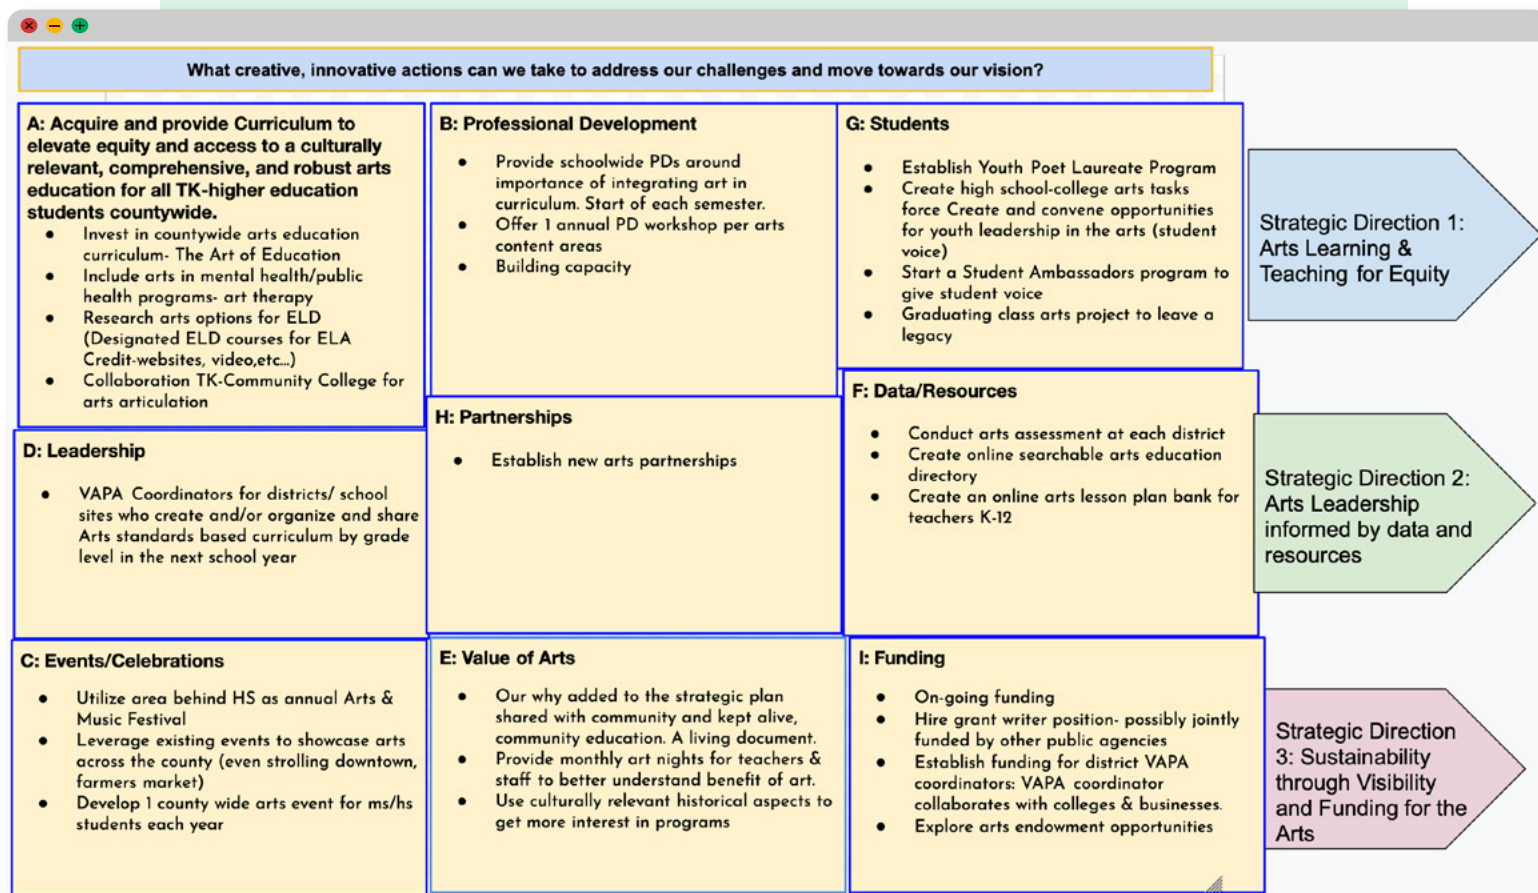 What creative, innovative actions can we take to address our challenges and move towards our vision?
A: Acquire and provide Curriculum to
elevate equity and access to a culturally
relevant, comprehensive, and robust arts
education for all TK-higher education
students countywide.
● Invest in countywide arts education
curriculum- The Art of Education
● Include arts in mental health/public
health programs- art therapy
● Research arts options for ELD
(Designated ELD courses for ELA
Credit-websites, video,etc...)
● Collaboration TK-Community College for
arts articulation
B: Professional Development
● Provide schoolwide PDs around
importance of integrating art in
curriculum. Start of each semester.
● Offer 1 annual PD workshop per arts
content areas
● Building capacity
G: Students
● Establish Youth Poet Laureate Program
● Create high school-college arts tasks
force Create and convene opportunities
for youth leadership in the arts (student
voice)
● Start a Student Ambassadors program to
give student voice
● Graduating class arts project to leave a
legacy
Strategic Direction 1:
Arts Learning &
Teaching for Equity
D: Leadership
● VAPA Coordinators for districts/ school
sites who create and/or organize and share
Arts standards based curriculum by grade
level in the next school year
H: Partnerships
● Establish new arts partnerships
F: Data/Resources
● Conduct arts assessment at each district
● Create online searchable arts education
directory
● Create an online arts lesson plan bank for
teachers K-12
Strategic Direction 2:
Arts Leadership
informed by data and
resources
C: Events/Celebrations
● Utilize area behind HS as annual Arts &
Music Festival
● Leverage existing events to showcase arts
across the county (even strolling downtown,
farmers market)
● Develop 1 county wide arts event for ms/hs
students each year
E: Value of Arts
● Our why added to the strategic plan
shared with community and kept alive,
community education. A living document.
● Provide monthly art nights for teachers &
staff to better understand benefit of art.
● Use culturally relevant historical aspects to
get more interest in programs
I: Funding
● On-going funding
● Hire grant writer position- possibly jointly
funded by other public agencies
● Establish funding for district VAPA
coordinators: VAPA coordinator
collaborates with colleges & businesses.
● Explore arts endowment opportunities
Strategic Direction
3: Sustainability
through Visibility
and Funding for the
Arts